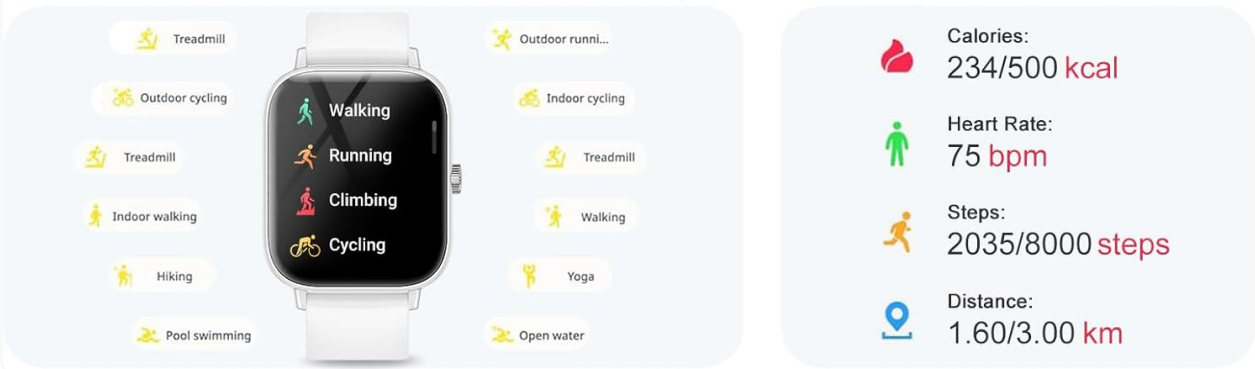 Treadmill
Outdoor cycling
Treadmill
Indoor walking
Hiking
Pool swimming
Walking
Running
Climbing
Cycling
Outdoor runni...
Indoor cycling
Treadmill
Walking
Yoga
Open water
Calories:
234/500 kcal
Heart Rate:
75 bpm
Steps:
2035/8000 steps
Distance:
1.60/3.00 km